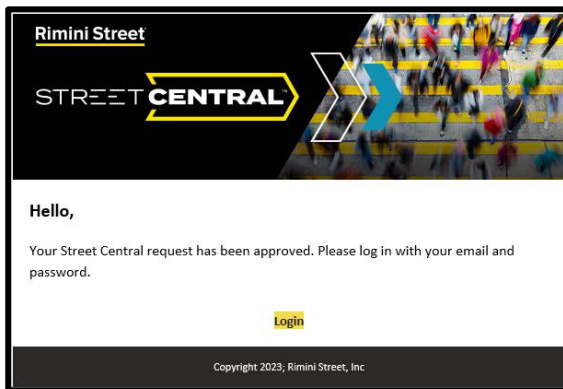 Rimini Street
STREET CENTRAL™
Hello,
Your Street Central request has been approved. Please log in with your email and
password.
Login
Copyright 2023; Rimini Street, Inc